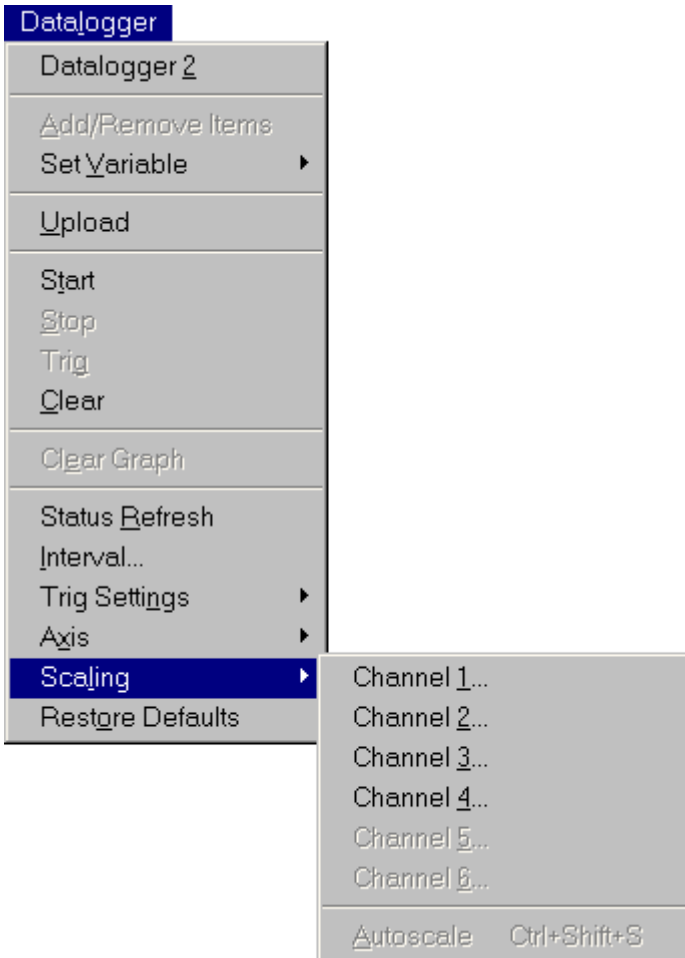 Datalogger
Datalogger 2
Add/Remove Items
Set Variable
Upload
Start
Stop
Trig
Clear
Clear Graph
Status Refresh
Interval...
Trig Settings
Axis
Scaling
Restore Defaults
Channel 1...
Channel 2...
Channel 3...
Channel 4...
Channel 5...
Channel 6...
Autoscale Ctrl+Shift+S